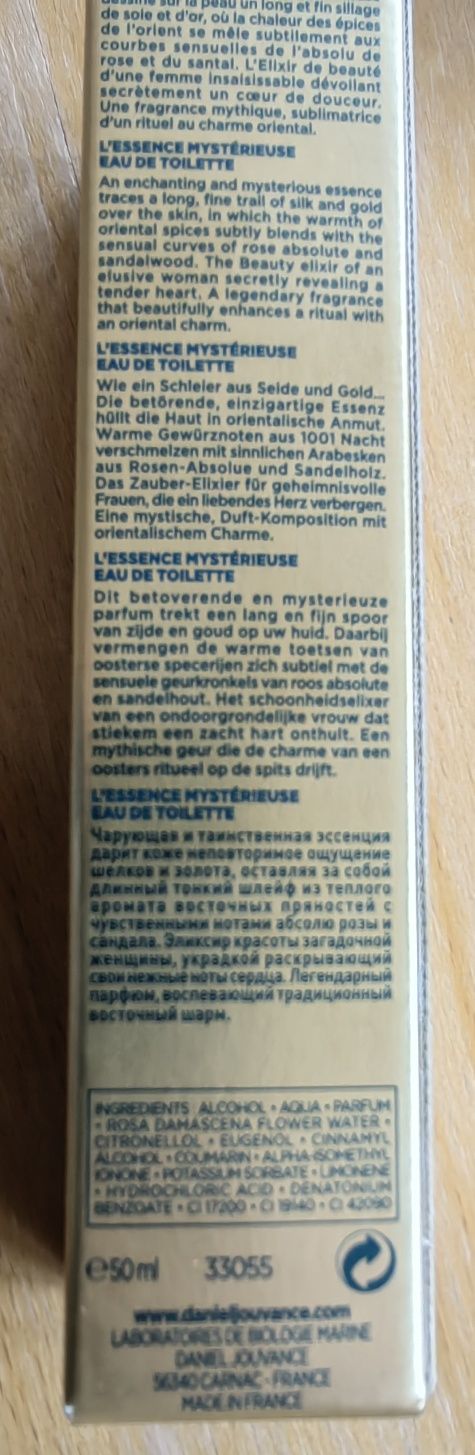 dessine sur la peau un long et fin sillage
de soie et d'or, où la chaleur des épices
de l'orient se mêle subtilement aux
courbes sensuelles de l'absolu de
rose et du santal. L'Elixir de beauté
d'une femme insaisissable dévoilant
secrètement un cœur de douceur.
Une fragrance mythique, sublimatrice
d'un rituel au charme oriental.
L'ESSENCE MYSTÉRIEUSE
EAU DE TOILETTE
An enchanting and mysterious essence
traces a long, fine trail of silk and gold
over the skin, in which the warmth of
oriental spices subtly blends with the
sensual curves of rose absolute and
sandalwood. The Beauty elixir of an
elusive woman secretly revealing a
tender heart. A legendary fragrance
that beautifully enhances a ritual with
an oriental charm.
L'ESSENCE MYSTÉRIEUSE
EAU DE TOILETTE
Wie ein Schleier aus Seide und Gold...
Die betörende, einzigartige Essenz
hüllt die Haut in orientalische Anmut.
Warme Gewürznoten aus 1001 Nacht
verschmelzen mit sinnlichen Arabesken
aus Rosen-Absolue und Sandelholz.
Das Zauber-Elixier für geheimnisvolle
Frauen, die ein liebendes Herz verbergen.
Eine mystische, Duft-Komposition mit
orientalischem Charme.
L'ESSENCE MYSTÉRIEUSE
EAU DE TOILETTE
Dit betoverende en mysterieuze
parfum trekt een lang en fijn spoor
van zijde en goud op uw huid. Daarbij
vermengen de warme toetsen van
oosterse specerijen zich subtiel met de
sensuele geurkronkels van roos absolute
en sandelhout. Het schoonheidselixer
van een ondoorgrondelijke vrouw dat
stiekem een zacht hart onthult. Een
mythische geur die de charme van een
oosters ritueel op de spits drijft.
L'ESSENCE MYSTÉRIEUSE
EAU DE TOILETTE
Чарующая и таинственная эссенция
дарит коже неповторимое ощущение
шелков и золота, оставляя за собой
длинный тонкий шлейф из теплого
аромата восточных пряностей с
чувственными нотами абсолю розы и
сандала. Эликсир красоты загадочной
женщины, украдкой раскрывающий
свои нежные ноты сердца. Легендарный
парфюм, воспевающий традиционный
восточный шарм.
INGREDIENTS ALCOHOL • AQUA • PARFUM
• ROSA DAMASCENA FLOWER WATER •
CITRONELLOL • EUGENOL • CINNAMYL
ALCOHOL • COUMARIN • ALPHA-ISOMETHYL
IONONE • POTASSIUM SORBATE • LIMONENE
• HYDROCHLORIC ACID • DENATONIUM
BENZOATE • CI 17200 • CI 19140 • CI 42090
e50ml 33055
www.danieljouvance.com
LABORATOIRES DE BIOLOGIE MARINE
DANIEL JOUVANCE
56340 CARNAC - FRANCE
MADE IN FRANCE